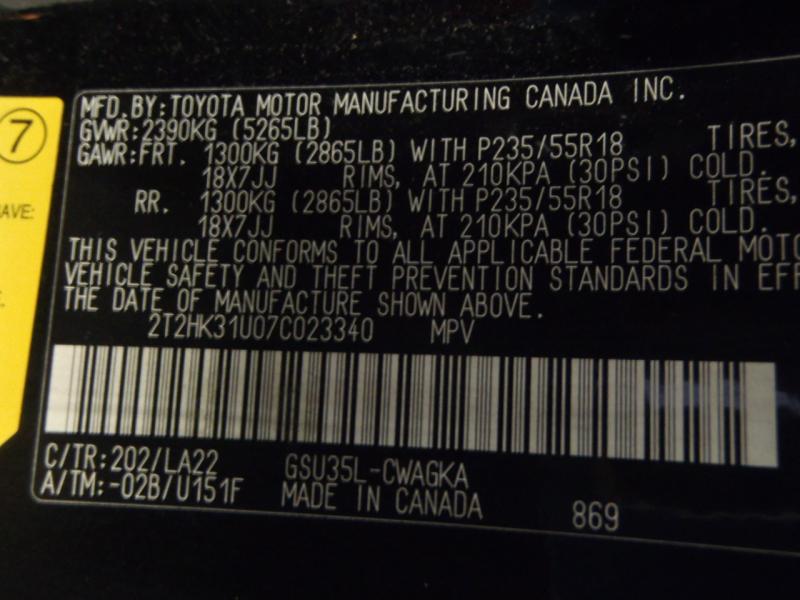 7
MFD.BY:TOYOTA MOTOR MANUFACTURING CANADA INC.
GVWR:2390KG (5265LB)
GAWR:FRT. 1300KG (2865LB) WITH P235/55R18 TIRES,
18X7JJ RIMS, AT 210KPA (30PSI) COLD.
RR. 1300KG (2865LB) WITH P235/55R18 TIRES,
18X7JJ RIMS, AT 210KPA (30PSI) COLD.
THIS VEHICLE CONFORMS TO ALL APPLICABLE FEDERAL MOTO
VEHICLE SAFETY AND THEFT PREVENTION STANDARDS IN EFF
THE DATE OF MANUFACTURE SHOWN ABOVE.
2T2HK31U07C023340 MPV
C/TR:202/LA22 GSU35L-CWAGKA
A/TM:-02B/U151F MADE IN CANADA 869
AVE: